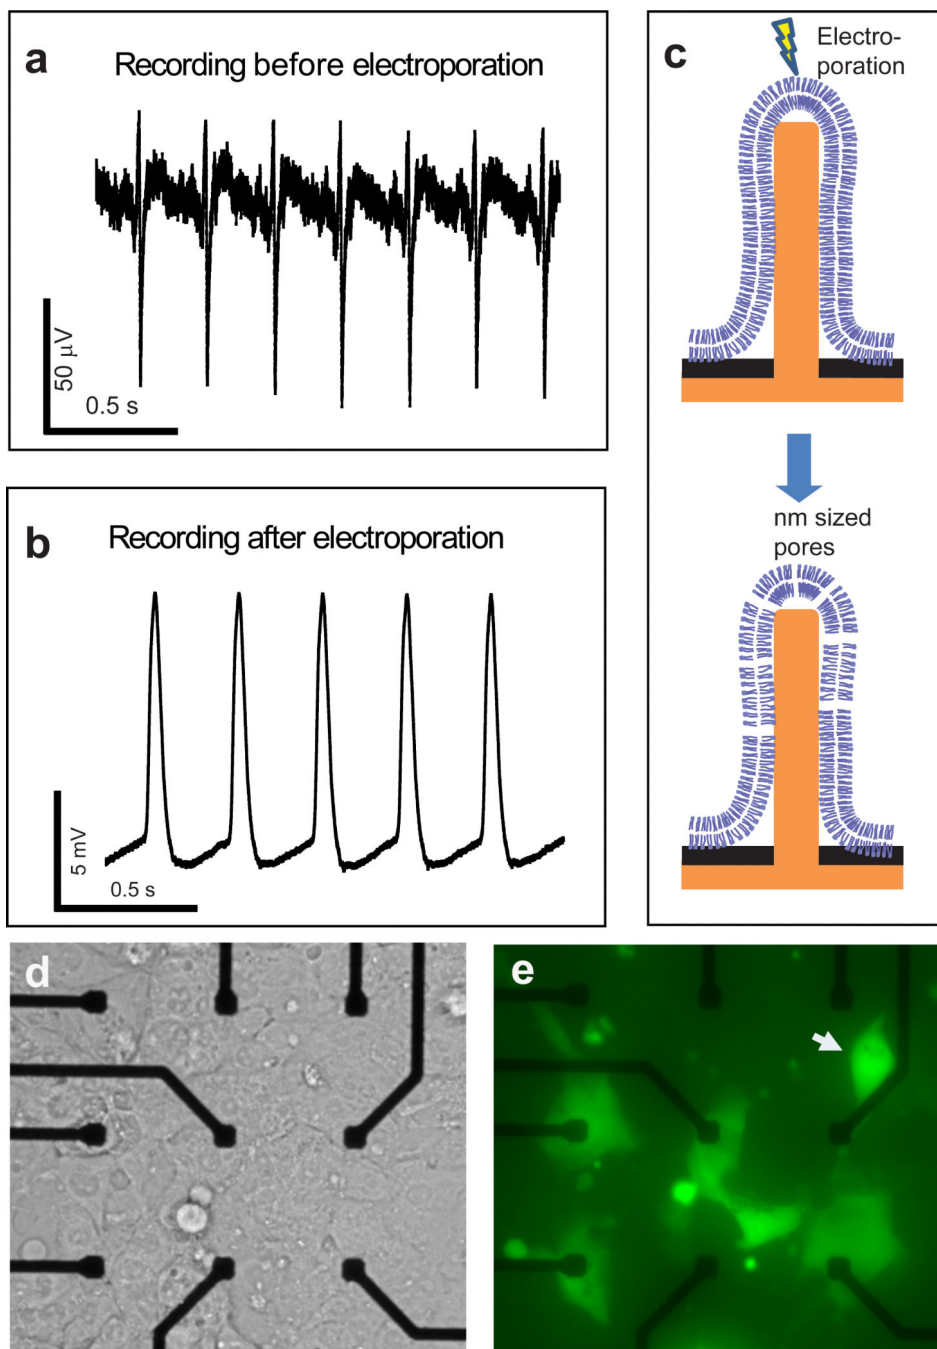 a
Recording before electroporation
50 μV
0.5 s
b
Recording after electroporation
5 mV
0.5 s
c
Electro-
poration
nm sized
pores
d
e